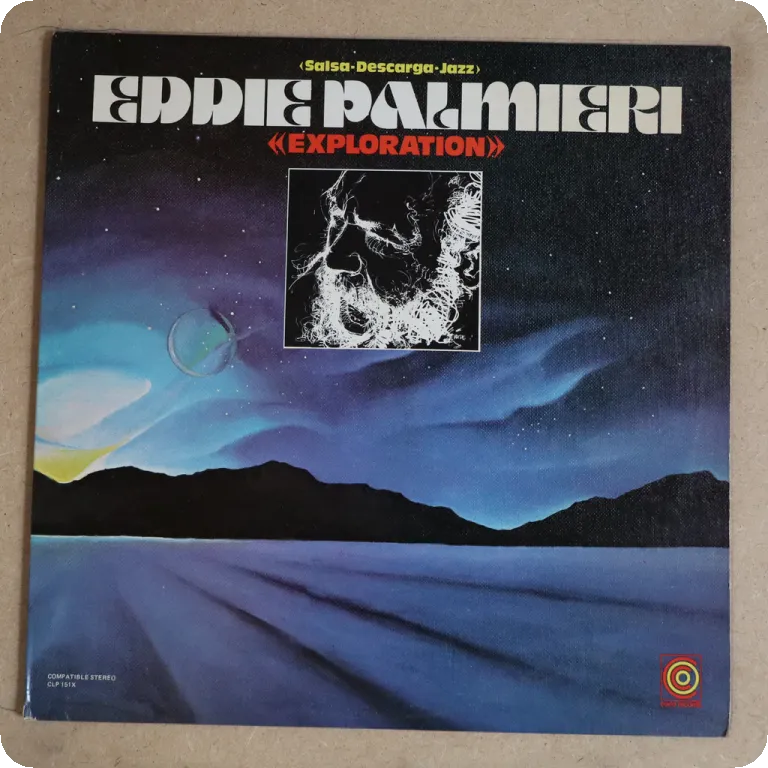 ‹Salsa-Descarga-Jazz›
EDDIE PALMIERI
«EXPLORATION»
COMPATIBLE STEREO
CLP 151X